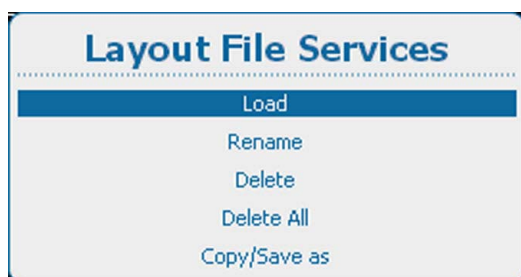 Layout File Services
Load
Rename
Delete
Delete All
Copy/Save as